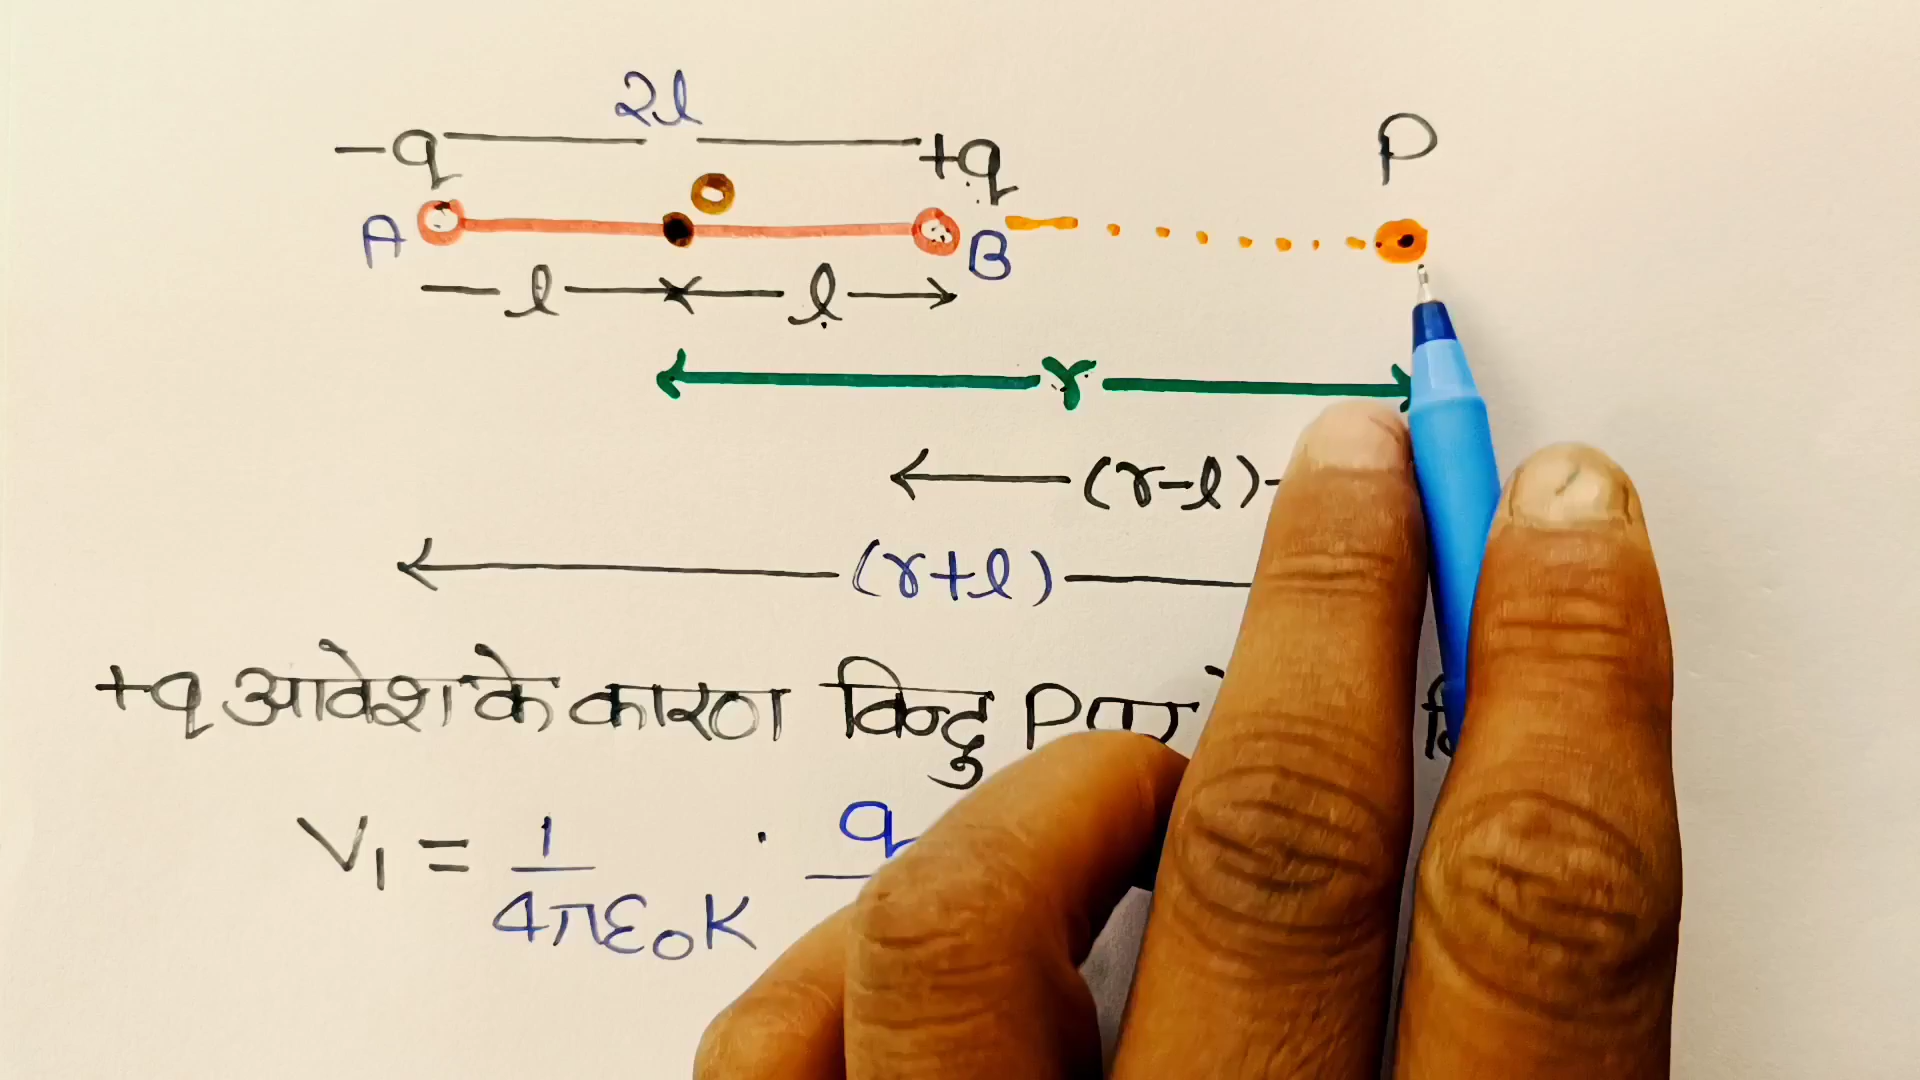 2l
-q +q P
O
A B
l l
r
(r-l)
(r+l)
+q आवेश के कारण बिन्दु P पर
V₁ = 1/4πε₀K · q